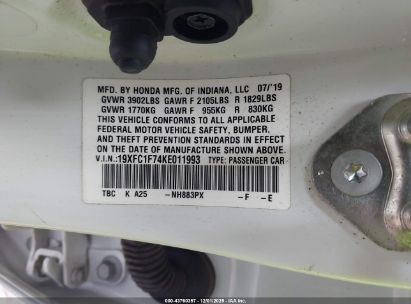 MFD. BY HONDA MFG. OF INDIANA, LLC 07/'19
GVWR 3902LBS GAWR F 2105LBS R 1829LBS
GVWR 1770KG GAWR F 955KG R 830KG
THIS VEHICLE CONFORMS TO ALL APPLICABLE
FEDERAL MOTOR VEHICLE SAFETY, BUMPER,
AND THEFT PREVENTION STANDARDS IN EFFECT
ON THE DATE OF MANUFACTURE SHOWN ABOVE.
V.I.N.: 19XFC1F74KE011993 TYPE: PASSENGER CAR
TBC K A25 -NH883PX -F -E